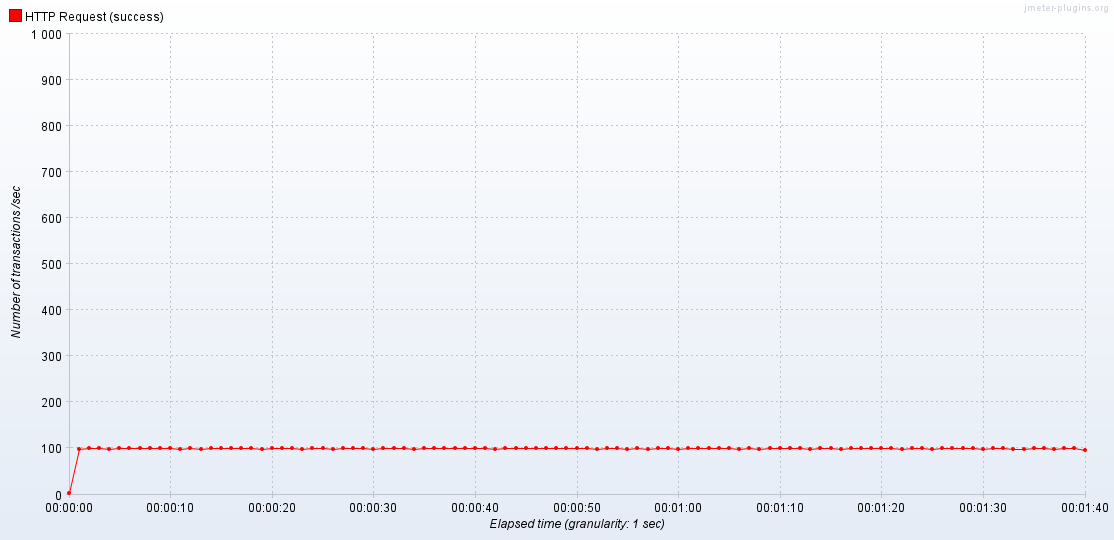 jmeter-plugins.org
HTTP Request (success)
1 000
900
800
700
600
500
400
300
200
100
0
Number of transactions /sec
00:00:00 00:00:10 00:00:20 00:00:30 00:00:40 00:00:50 00:01:00 00:01:10 00:01:20 00:01:30 00:01:40
Elapsed time (granularity: 1 sec)